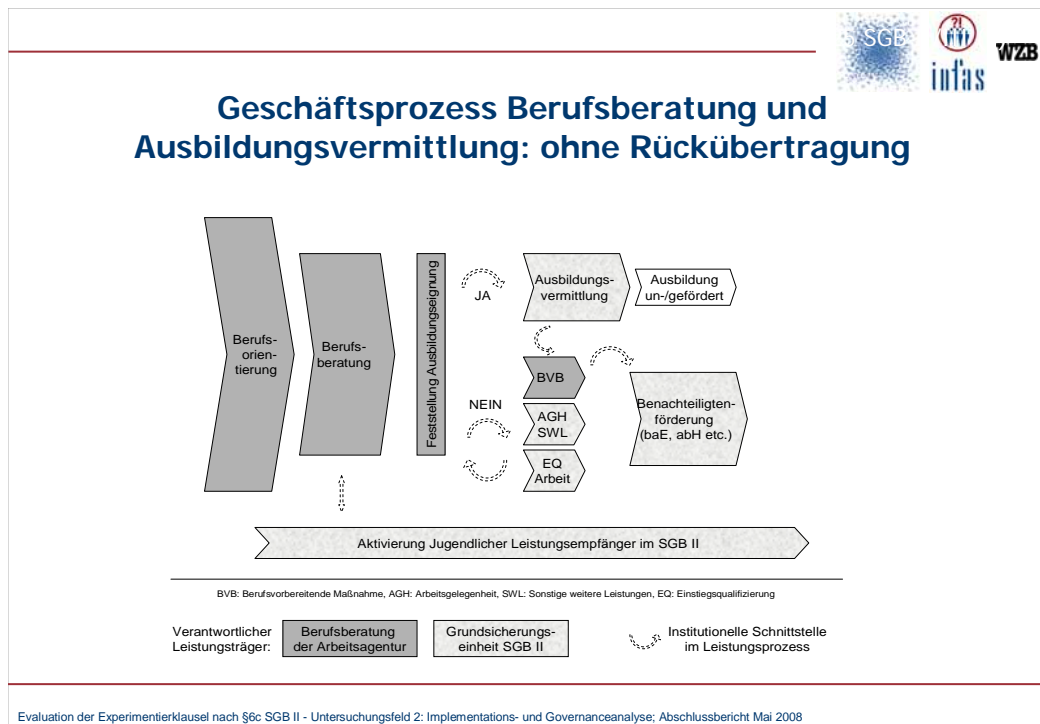 SGB
?!
infas
WZB
Geschäftsprozess Berufsberatung und
Ausbildungsvermittlung: ohne Rückübertragung
Berufs-
orien-
tierung
Berufs-
beratung
Feststellung Ausbildungseignung
JA
Ausbildungs-
vermittlung
Ausbildung
un-/gefördert
NEIN
BVB
AGH
SWL
EQ
Arbeit
Benachteiligten-
förderung
(baE, abH etc.)
Aktivierung Jugendlicher Leistungsempfänger im SGB II
BVB: Berufsvorbereitende Maßnahme, AGH: Arbeitsgelegenheit, SWL: Sonstige weitere Leistungen, EQ: Einstiegsqualifizierung
Verantwortlicher
Leistungsträger:
Berufsberatung
der Arbeitsagentur
Grundsicherungs-
einheit SGB II
Institutionelle Schnittstelle
im Leistungsprozess
Evaluation der Experimentierklausel nach §6c SGB II - Untersuchungsfeld 2: Implementations- und Governanceanalyse; Abschlussbericht Mai 2008